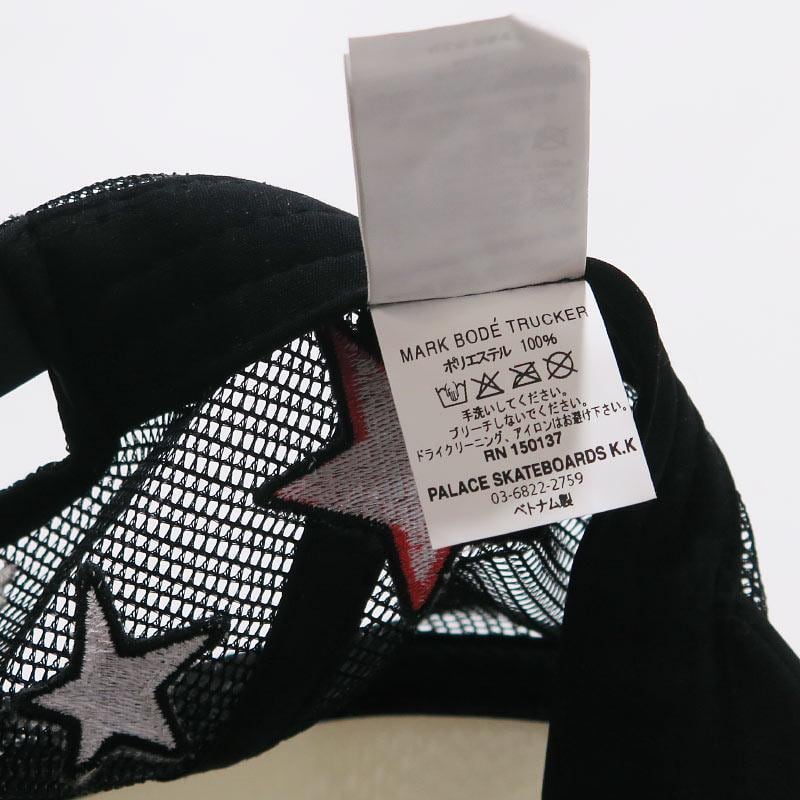 MARK BODÉ TRUCKER
ポリエステル 100%
手洗いしてください。
ブリーチしないでください。
ドライクリーニング、アイロンはお避け下さい。
RN 150137
PALACE SKATEBOARDS K.K
03-6822-2759
ベトナム製